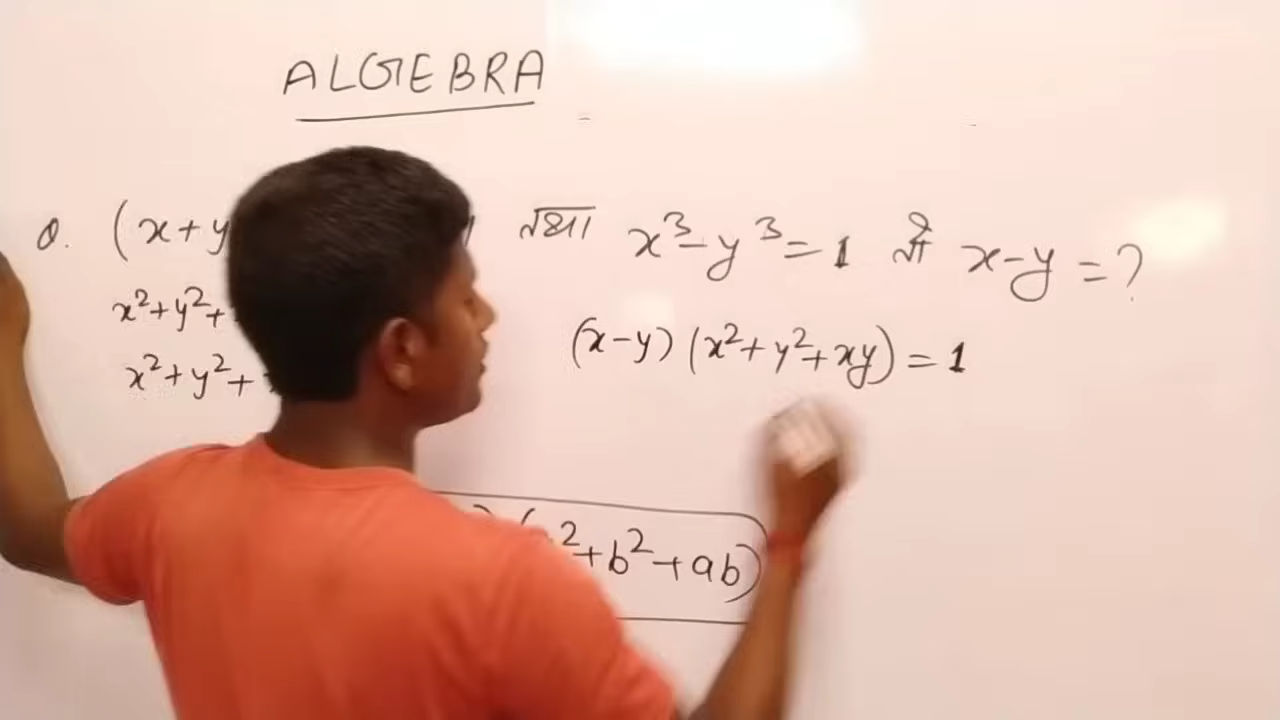 ALGEBRA
Q. (x+y तथा x³-y³=1 तो x-y=?
x²+y²+
(x-y)(x²+y²+xy)=1
x²+y²+
²+b²+ab)